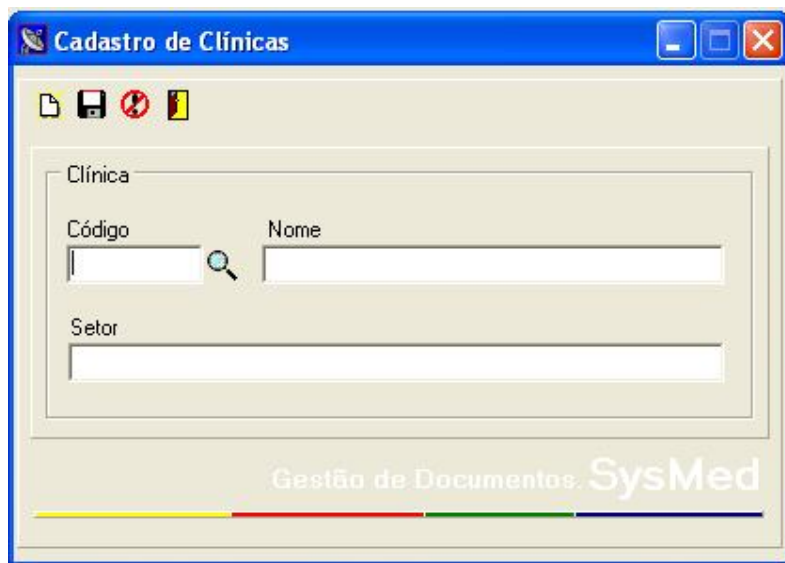 Cadastro de Clínicas
Clínica
Código Nome
Setor
Gestão de Documentos. SysMed